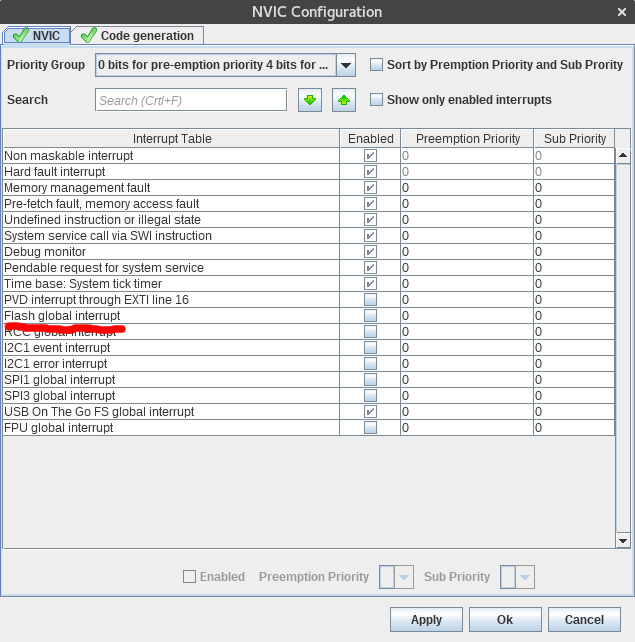 NVIC Configuration
NVIC Code generation
Priority Group 0 bits for pre-emption priority 4 bits for ... Sort by Premption Priority and Sub Prority
Search Search (Crtl+F) Show only enabled interrupts
Interrupt Table Enabled Preemption Priority Sub Priority
Non maskable interrupt 0 0
Hard fault interrupt 0 0
Memory management fault 0 0
Pre-fetch fault, memory access fault 0 0
Undefined instruction or illegal state 0 0
System service call via SWI instruction 0 0
Debug monitor 0 0
Pendable request for system service 0 0
Time base: System tick timer 0 0
PVD interrupt through EXTI line 16 0 0
Flash global interrupt 0 0
RCC global interrupt 0 0
I2C1 event interrupt 0 0
I2C1 error interrupt 0 0
SPI1 global interrupt 0 0
SPI3 global interrupt 0 0
USB On The Go FS global interrupt 0 0
FPU global interrupt 0 0
Enabled Preemption Priority Sub Priority
Apply Ok Cancel